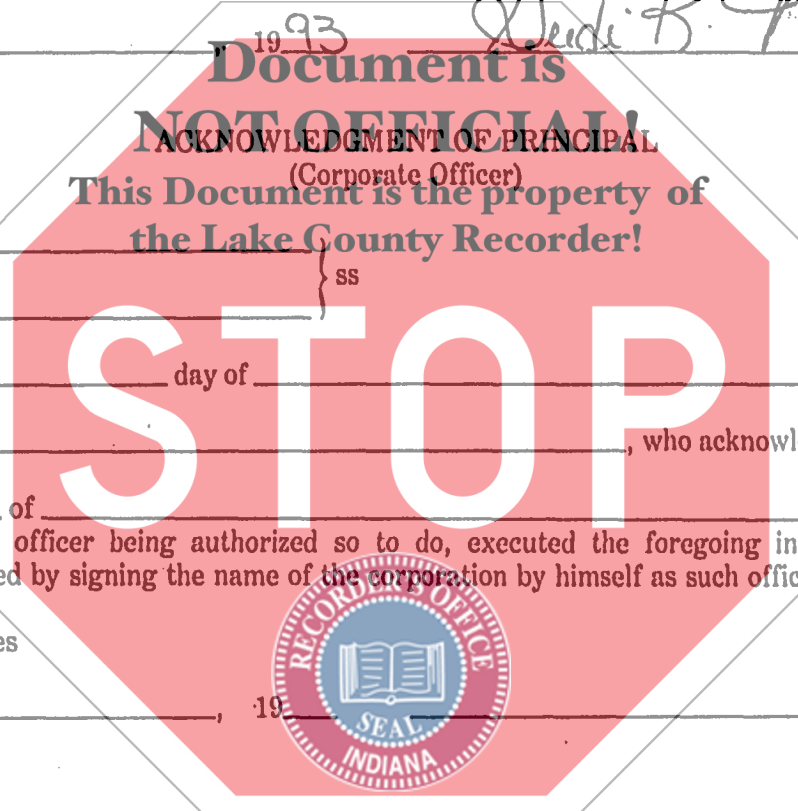 , 1993 Heidi R.
Document is
NOT OFFICIAL!
ACKNOWLEDGMENT OF PRINCIPAL
(Corporate Officer)
This Document is the property of
the Lake County Recorder!
} ss
STOP
day of
, who acknowl
of
officer being authorized so to do, executed the foregoing in
ed by signing the name of the corporation by himself as such offic
es
, 19
RECORDER'S OFFICE
SEAL
INDIANA